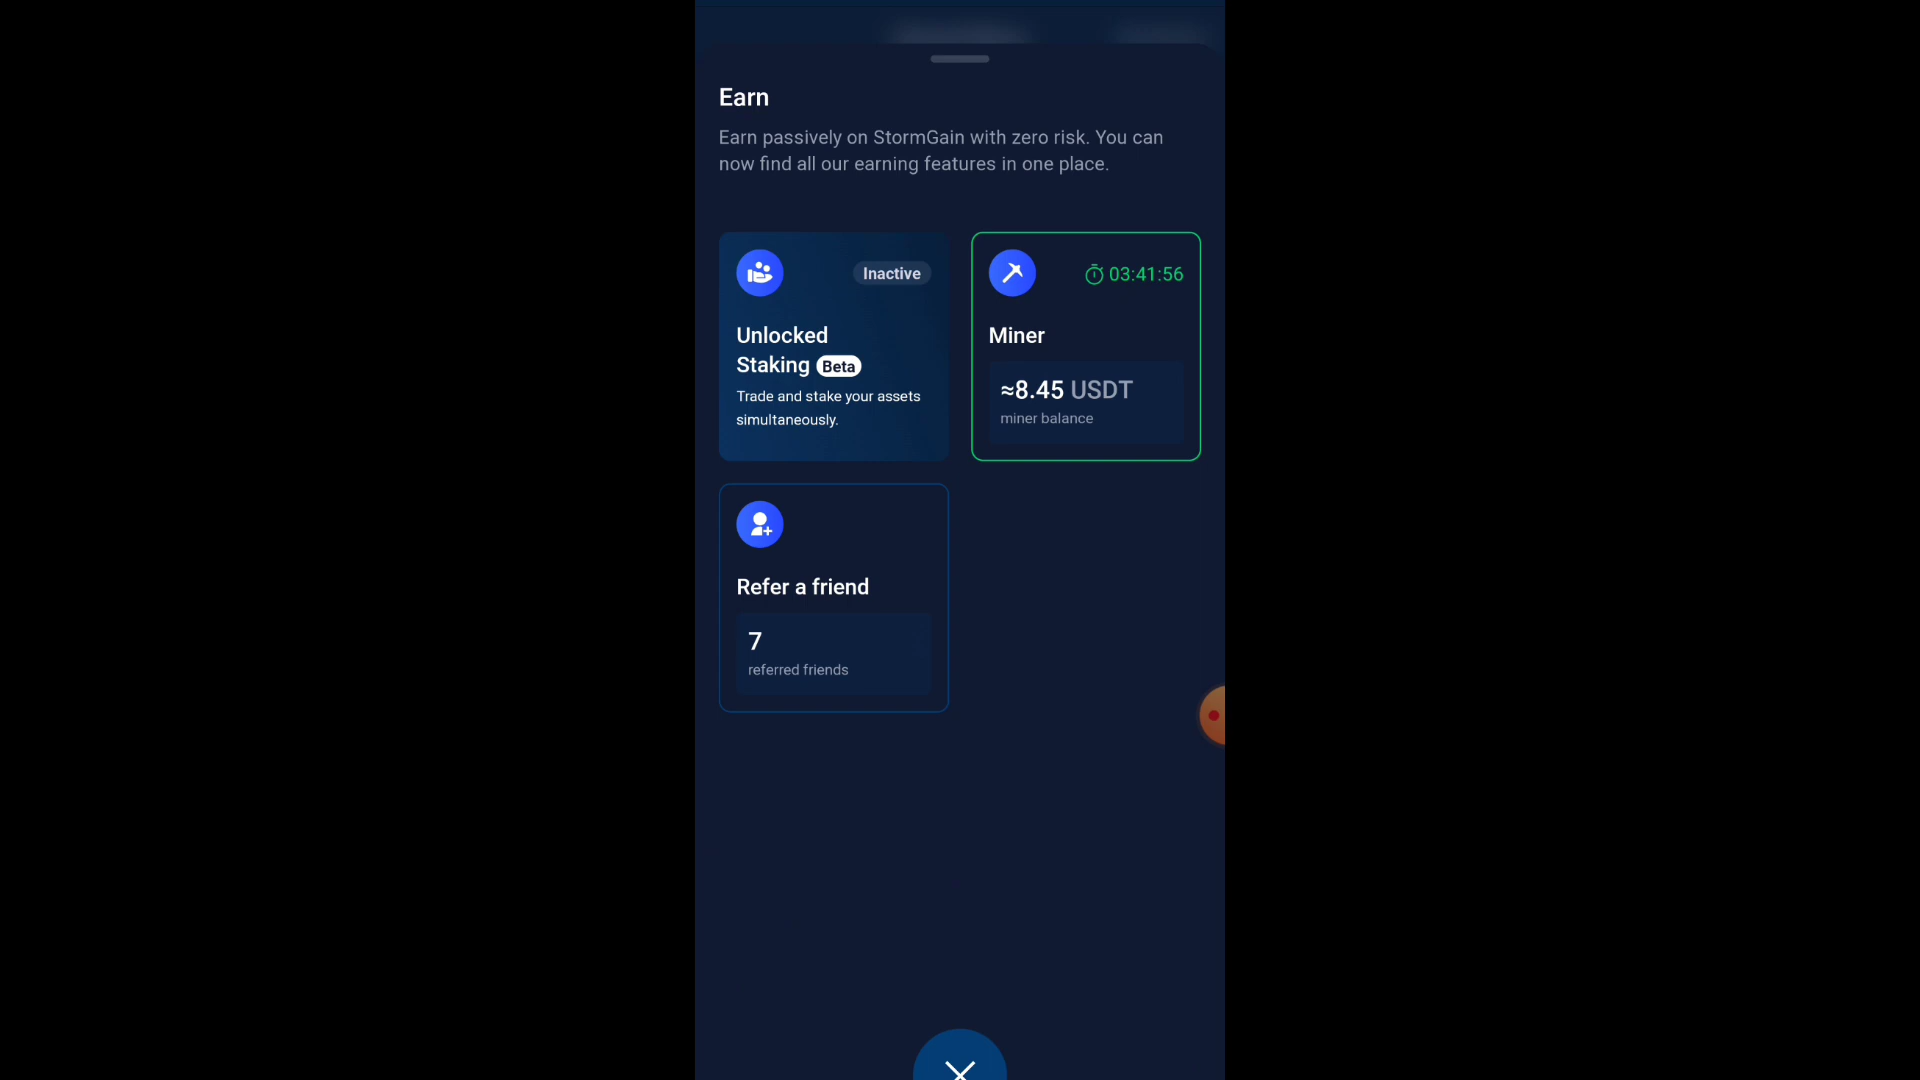 Earn
Earn passively on StormGain with zero risk. You can
now find all our earning features in one place.
Inactive
Unlocked
Staking Beta
Trade and stake your assets
simultaneously.
03:41:56
Miner
≈8.45 USDT
miner balance
Refer a friend
7
referred friends